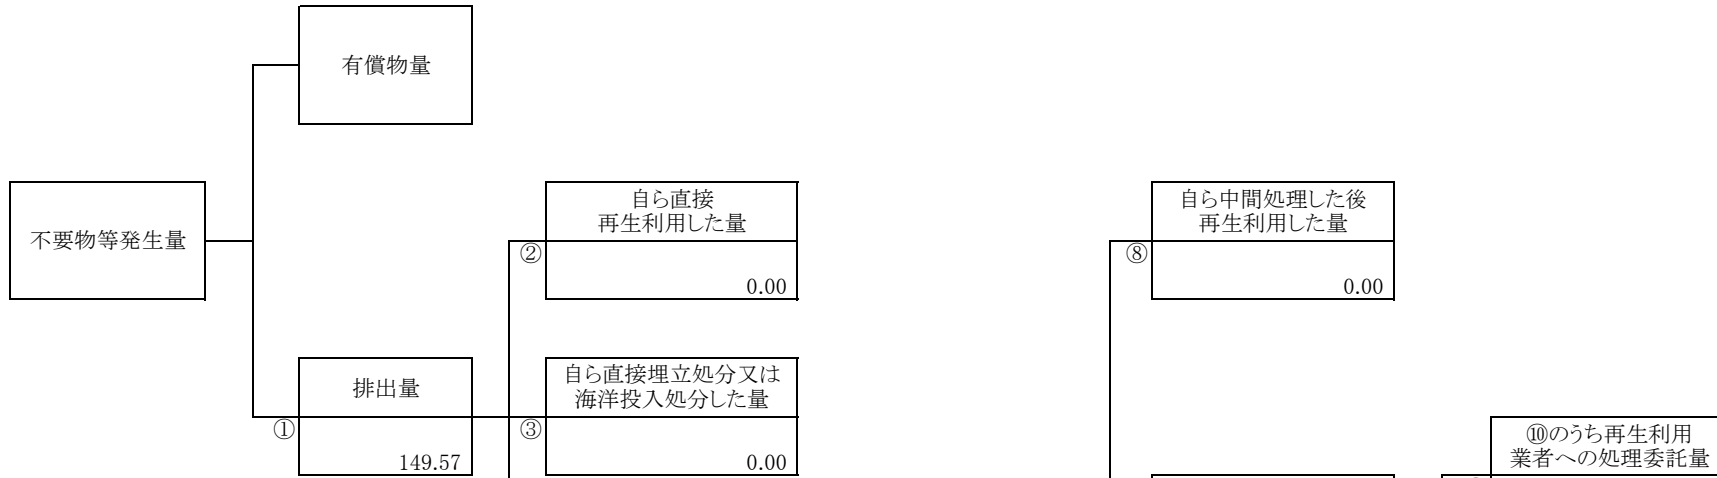 有償物量
不要物等発生量
自ら直接
再生利用した量
②
0.00
自ら中間処理した後
再生利用した量
⑧
0.00
排出量
①
149.57
自ら直接埋立処分又は
海洋投入処分した量
③
0.00
⑩のうち再生利用
業者への処理委託量